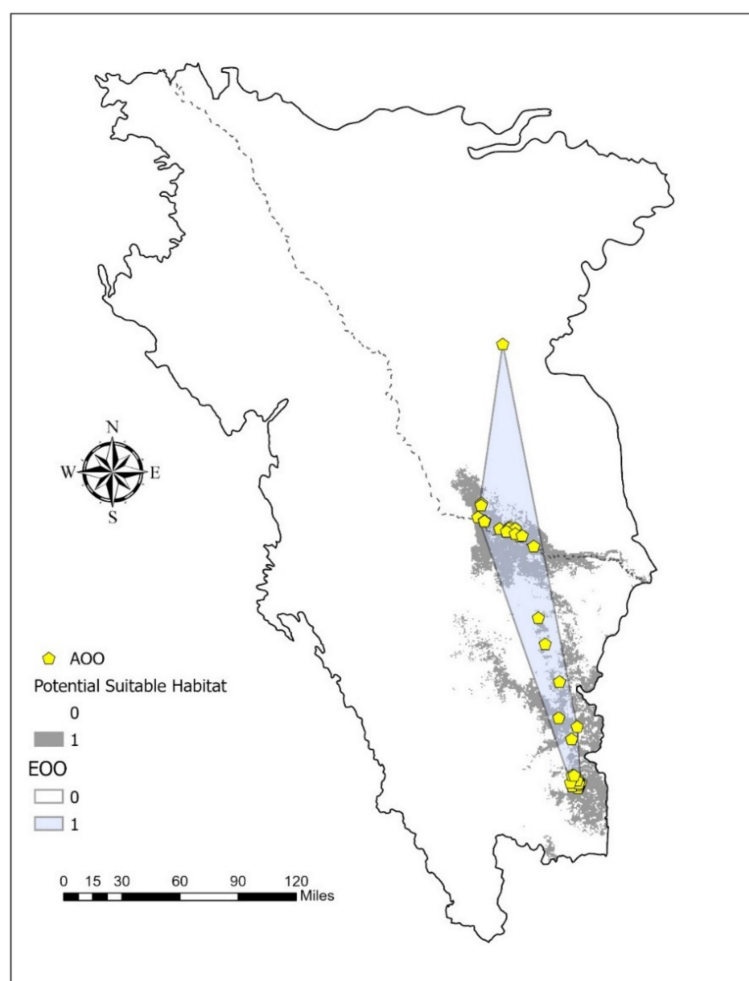 N
W E
S
AOO
Potential Suitable Habitat
0
1
EOO
0
1
0 15 30 60 90 120
Miles